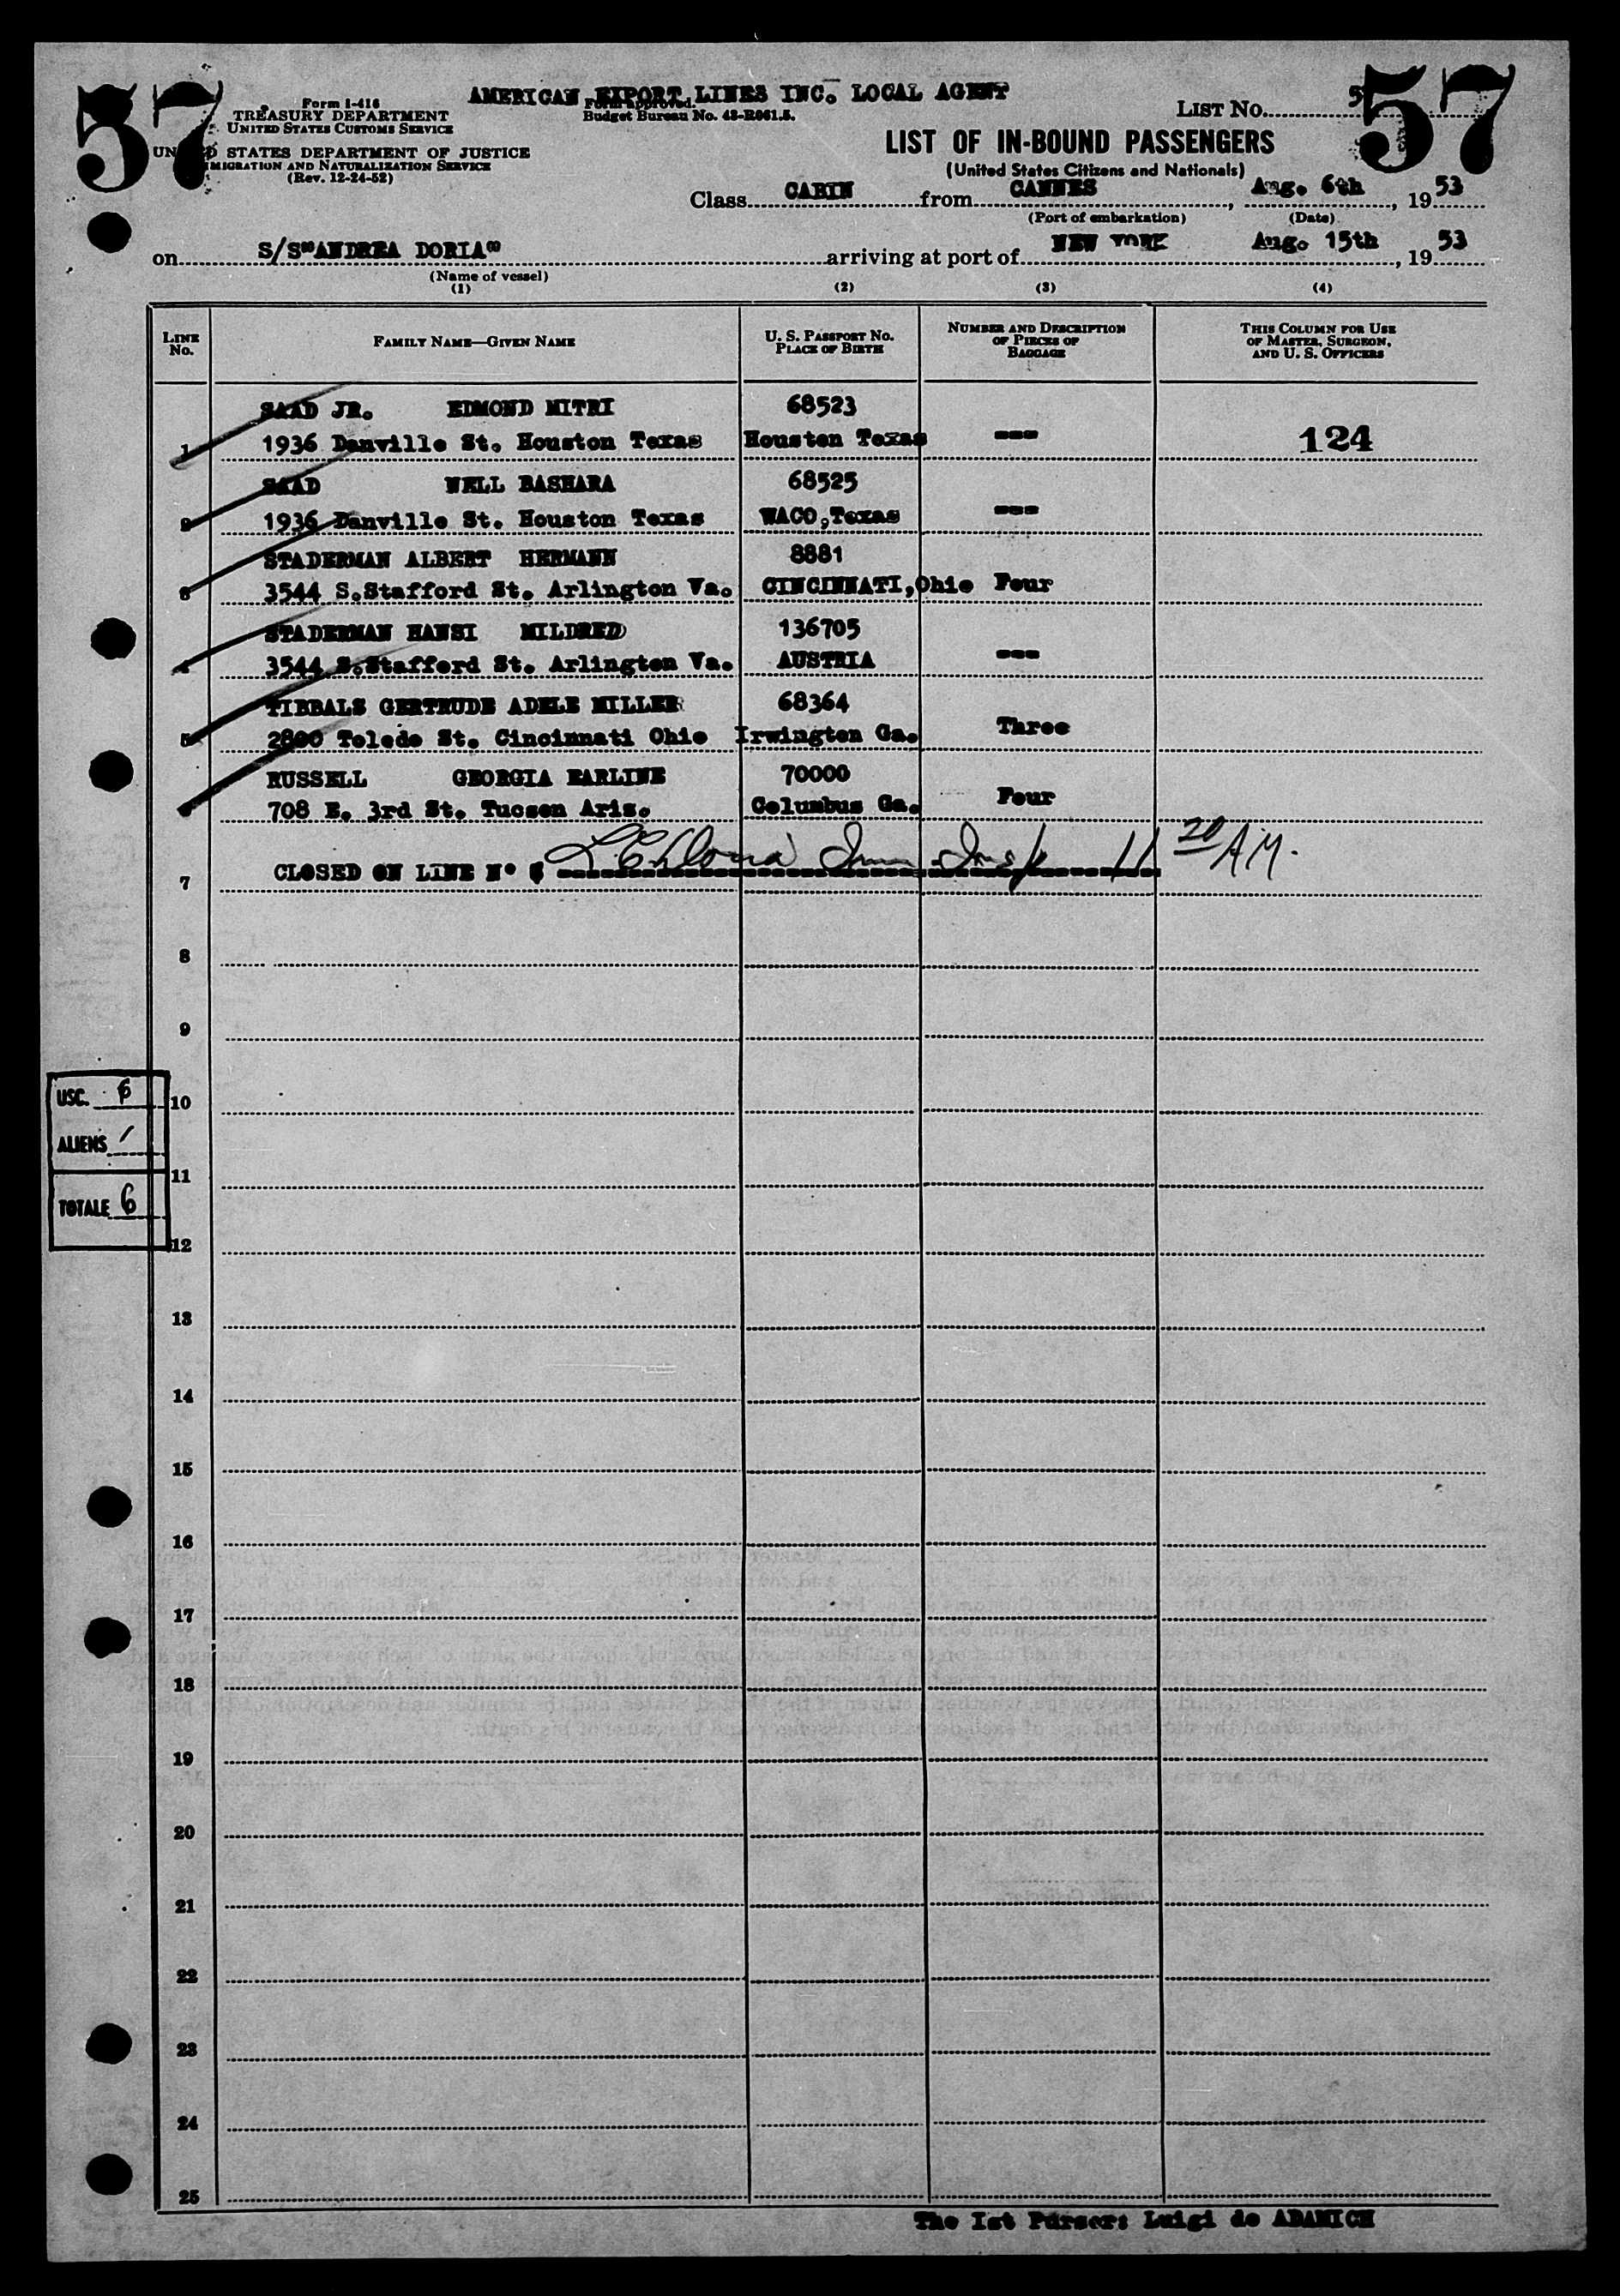 57
57
AMERICAN EXPORT LINES INC. LOCAL AGENT
Form I-416
TREASURY DEPARTMENT
UNITED STATES CUSTOMS SERVICE
UNITED STATES DEPARTMENT OF JUSTICE
IMMIGRATION AND NATURALIZATION SERVICE
(Rev. 12-24-52)
Form approved.
Budget Bureau No. 43-R061.5.
LIST NO. 5
LIST OF IN-BOUND PASSENGERS
(United States Citizens and Nationals)
Class CABIN from CANNES, Aug. 6th, 1953
(Port of embarkation) (Date)
on S/S"ANDREA DORIA" arriving at port of NEW YORK Aug. 15th, 1953
(Name of vessel)
(1) (2) (3) (4)
LINE NO.
FAMILY NAME—GIVEN NAME
U. S. PASSPORT NO.
PLACE OF BIRTH
NUMBER AND DESCRIPTION
OF PIECES OF
BAGGAGE
THIS COLUMN FOR USE
OF MASTER, SURGEON,
AND U. S. OFFICERS
SAAD JR. EDMOND MITRI 68523
1 1936 Danville St. Houston Texas Houston Texas --- 124
SAAD NELL BASHARA 68525
2 1936 Danville St. Houston Texas WACO,Texas ---
STADERMAN ALBERT HERMANN 8881
3 3544 S.Stafford St. Arlington Va. CINCINNATI,Ohio Four
STADERMAN HANSI MILDRED 136705
4 3544 S.Stafford St. Arlington Va. AUSTRIA ---
TIBBALS GERTRUDE ADELE MILLER 68364
5 2800 Toledo St. Cincinnati Ohio Irwington Ga. Three
RUSSELL GEORGIA EARLINE 70000
6 708 E. 3rd St. Tucson Aris. Columbus Ga. Four
7 CLOSED ON LINE N° 6 Imm Insp 11 20 AM.
8
9
USC. 6
10
ALIENS /
11
TOTALE 6
12
13
14
15
16
17
18
19
20
21
22
23
24
25
The Ist Purser: Luigi de ADAMICH